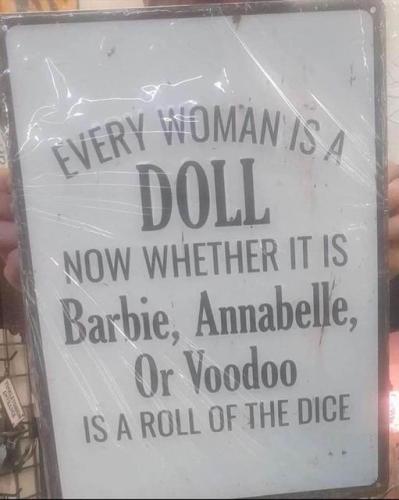 EVERY WOMAN IS A
DOLL
NOW WHETHER IT IS
Barbie, Annabelle,
Or Voodoo
IS A ROLL OF THE DICE